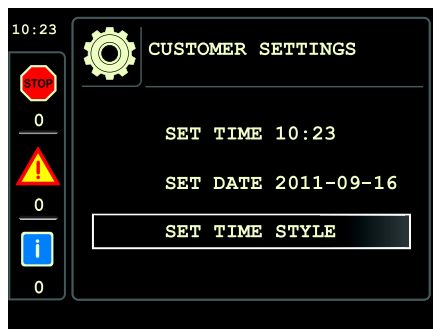 10:23
CUSTOMER SETTINGS
STOP
0
SET TIME 10:23
0
SET DATE 2011-09-16
SET TIME STYLE
i
0